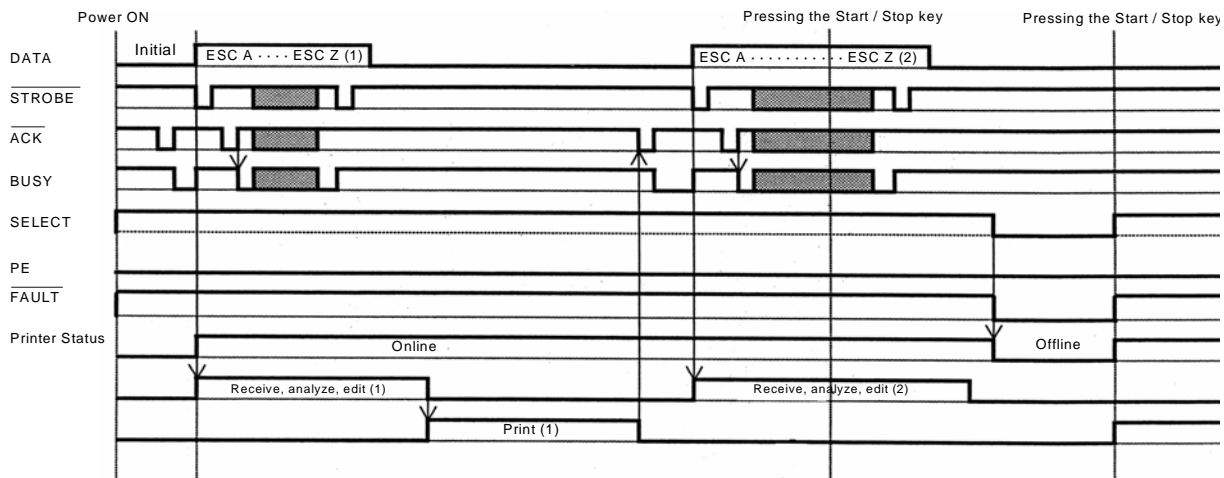 Power ON
Pressing the Start / Stop key
Pressing the Start / Stop key
DATA
Initial
ESC A ････ ESC Z (1)
ESC A ･･･････････ ESC Z (2)
STROBE
ACK
BUSY
SELECT
PE
FAULT
Printer Status
Online
Offline
Receive, analyze, edit (1)
Receive, analyze, edit (2)
Print (1)